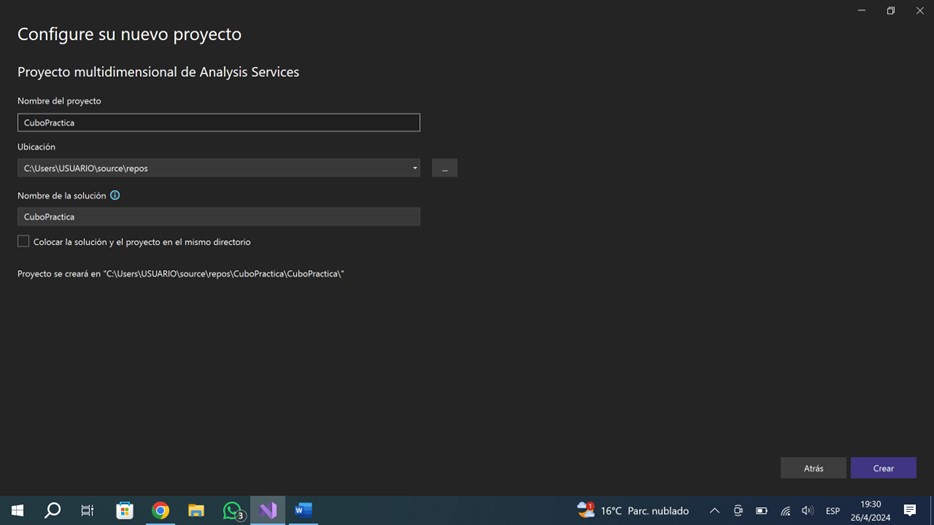 Configure su nuevo proyecto
Proyecto multidimensional de Analysis Services
Nombre del proyecto
CuboPractica
Ubicación
C:\Users\USUARIO\source\repos
...
Nombre de la solución
CuboPractica
Colocar la solución y el proyecto en el mismo directorio
Proyecto se creará en "C:\Users\USUARIO\source\repos\CuboPractica\CuboPractica\"
Atrás
Crear
3
1
16°C Parc. nublado
ESP
19:30
26/4/2024